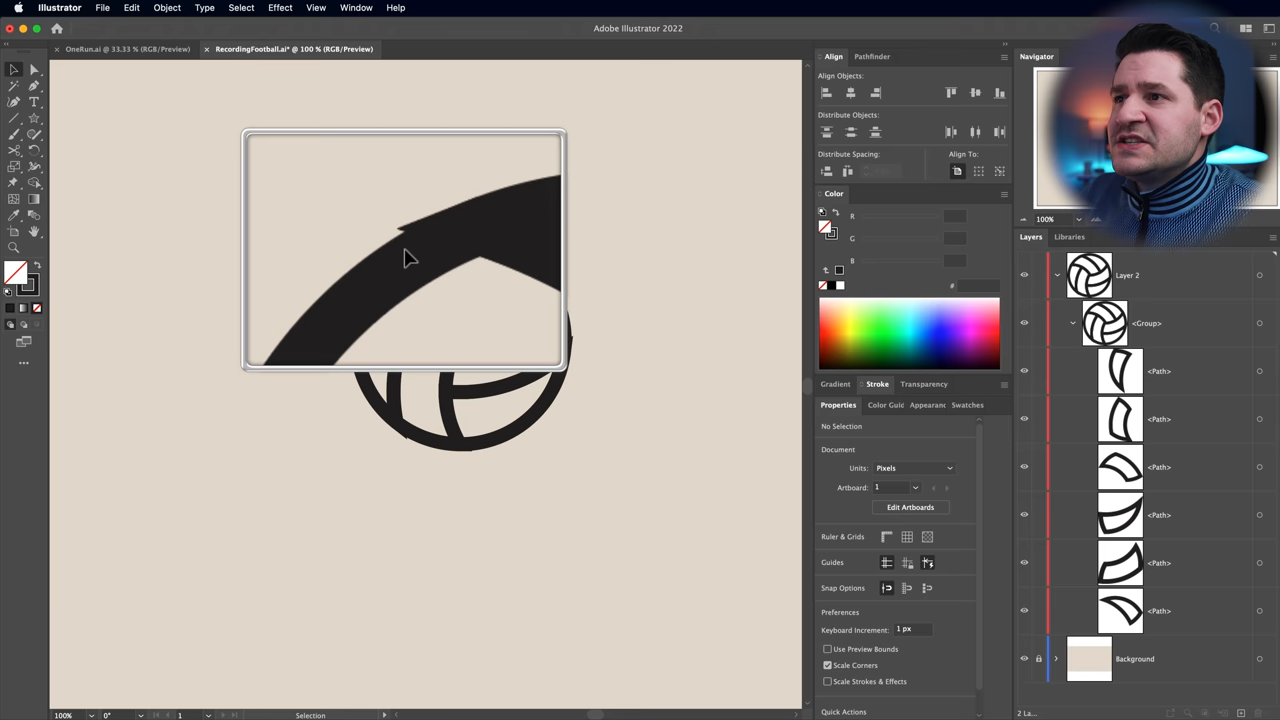 Illustrator File Edit Object Type Select Effect View Window Help
Adobe Illustrator 2022
× OneRun.ai @ 33.33 % (RGB/Preview) × RecordingFootball.ai* @ 100 % (RGB/Preview)
Align Pathfinder
Align Objects:
Distribute Objects:
Distribute Spacing:
Align To:
Color
R
G
B
#
Gradient Stroke Transparency
Properties Color Guid Appearanc Swatches
No Selection
Document
Units: Pixels
Artboard: 1
Edit Artboards
Ruler & Grids
Guides
Snap Options
Preferences
Keyboard Increment: 1 px
Use Preview Bounds
Scale Corners
Scale Strokes & Effects
Quick Actions
Navigator
100%
Layers Libraries
Layer 2
<Group>
<Path>
<Path>
<Path>
<Path>
<Path>
<Path>
Background
2 La...
100% 0° 1 Selection